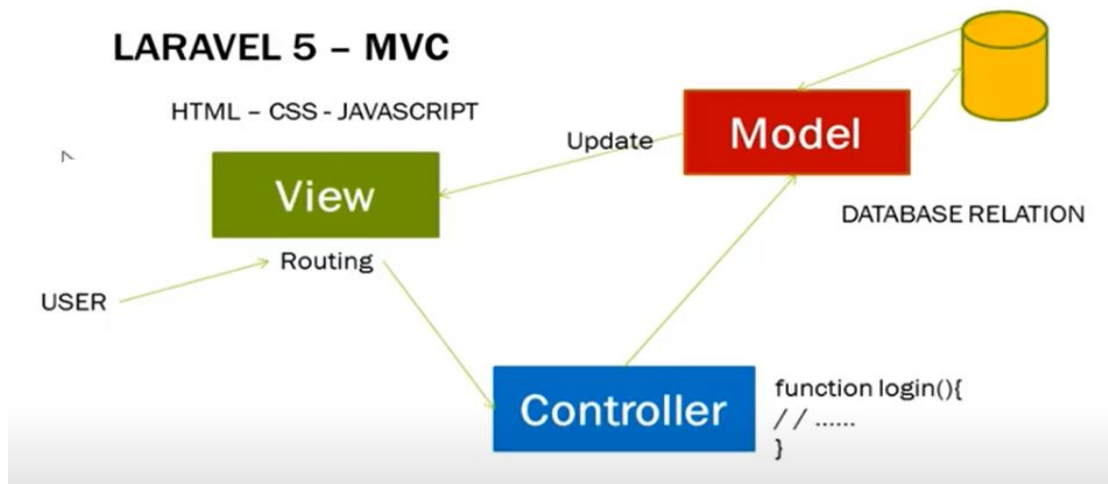 LARAVEL 5 – MVC
HTML – CSS - JAVASCRIPT
Update
Model
View
DATABASE RELATION
Routing
USER
Controller
function login(){
/ / ......
}